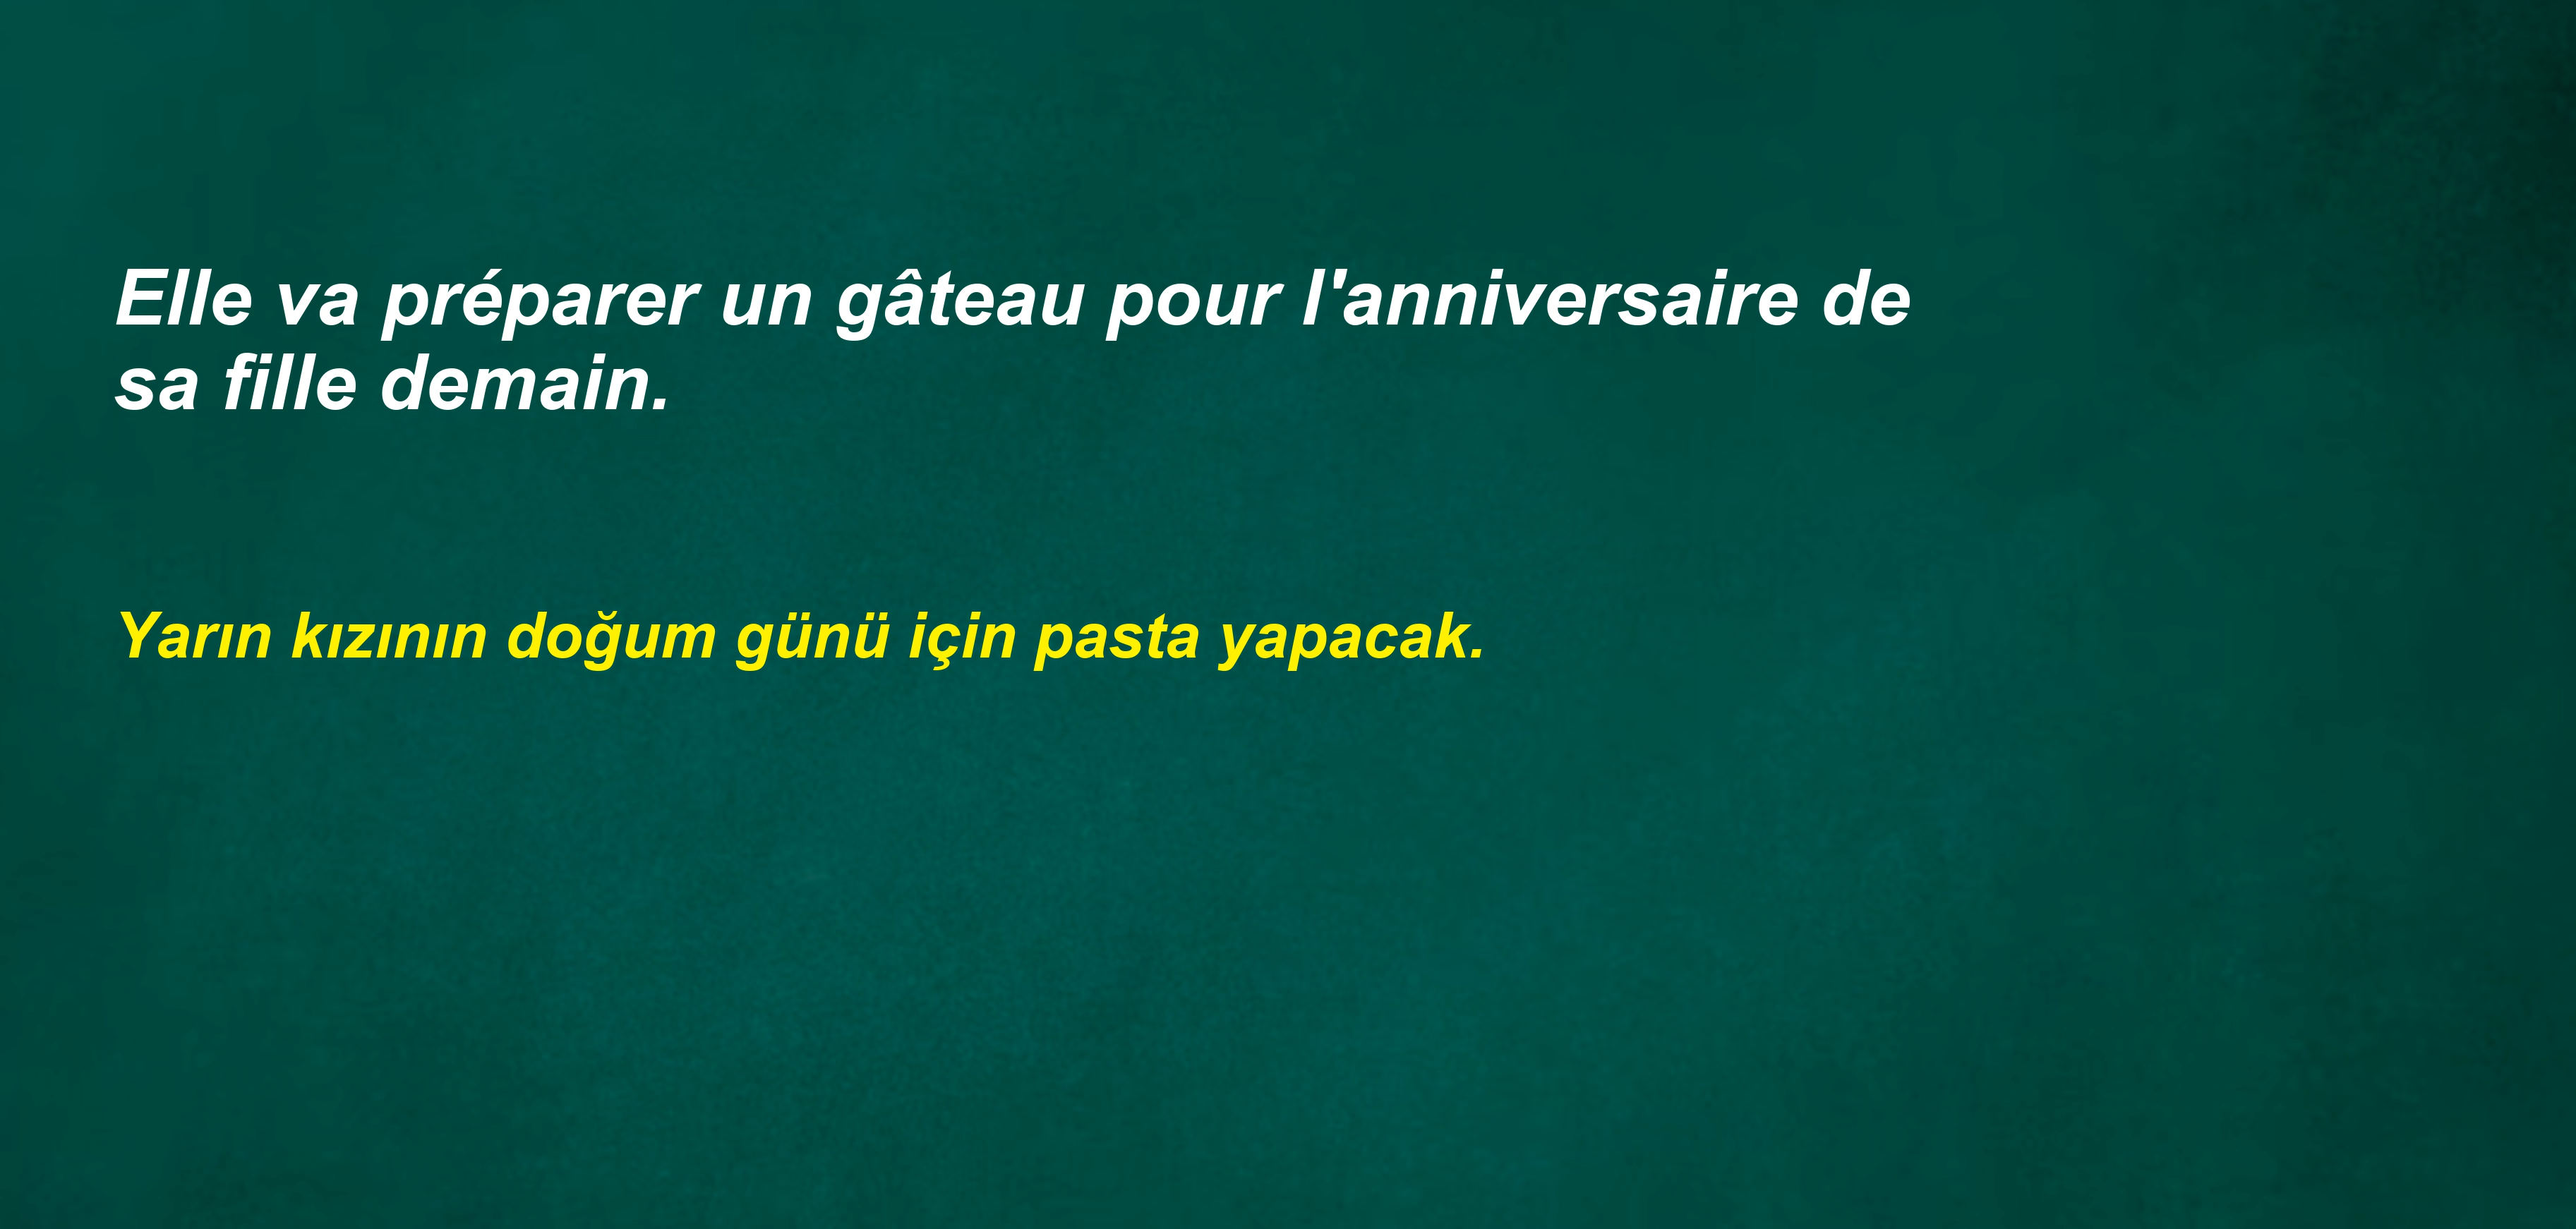 Elle va préparer un gâteau pour l'anniversaire de
sa fille demain.
Yarın kızının doğum günü için pasta yapacak.